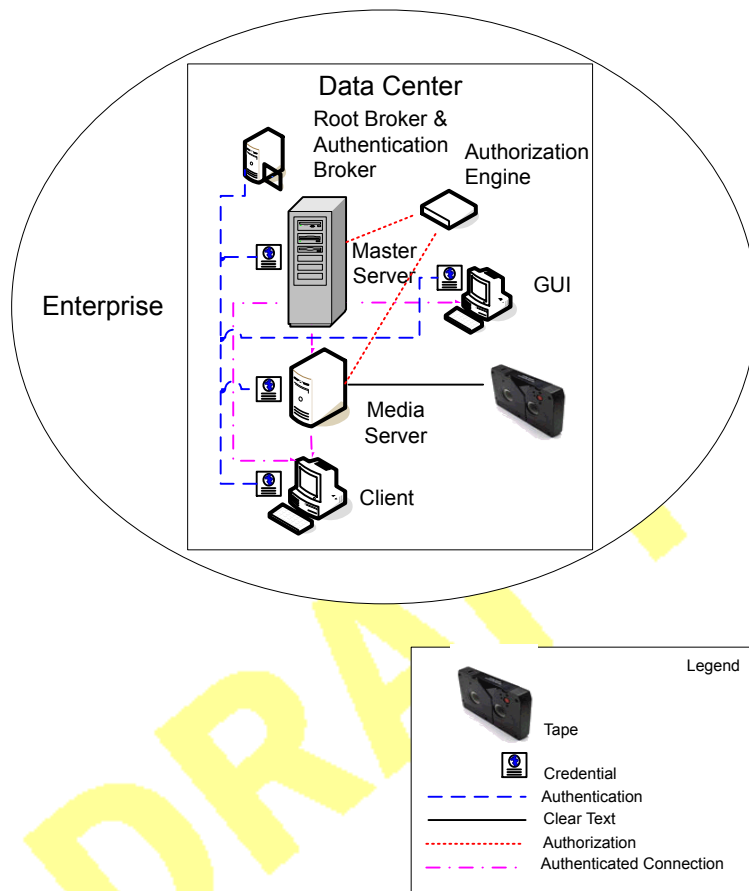 Data Center
Root Broker &
Authentication
Broker
Authorization
Engine
Master
Server
GUI
Enterprise
Media
Server
Client
DRAFT
Legend
Tape
Credential
Authentication
Clear Text
Authorization
Authenticated Connection